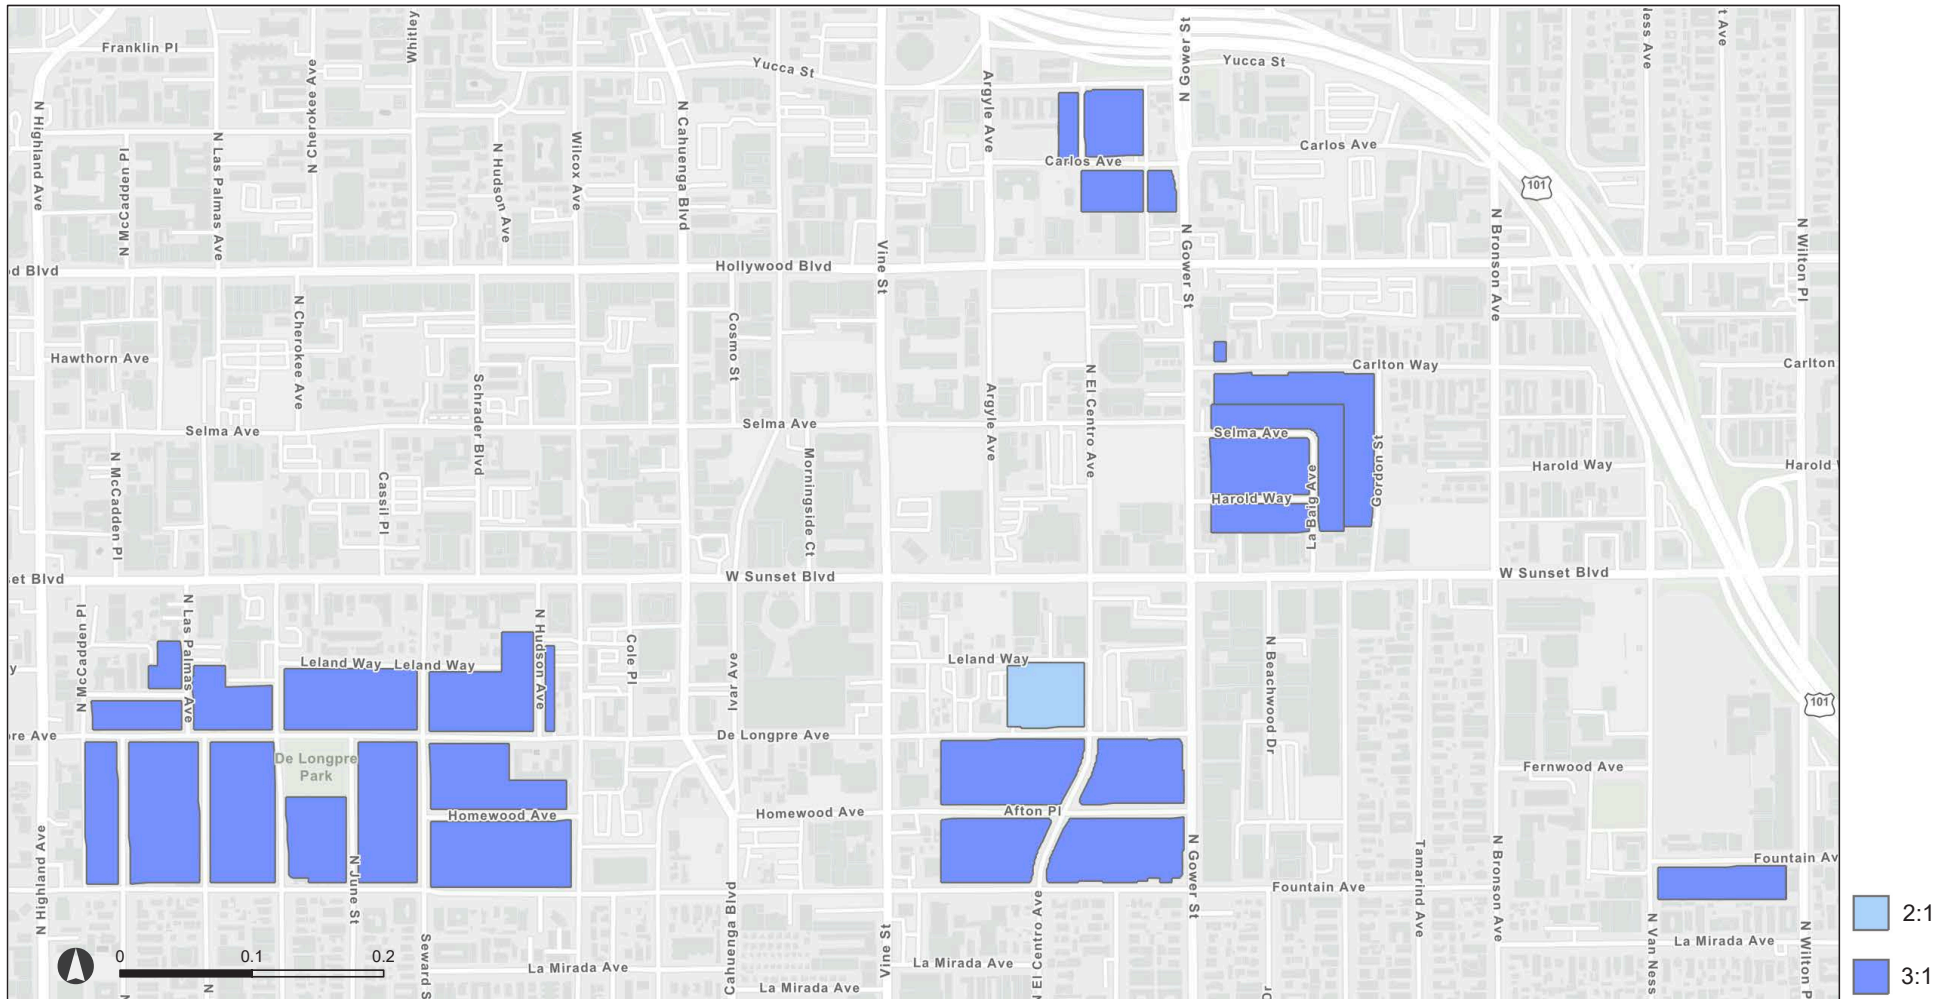 Franklin Pl
Whitley
Yucca St
N Gower St
Yucca St
less Ave
t Ave
N Highland Ave
N McCadden Pl
N Las Palmas Ave
N Cherokee Ave
N Hudson Ave
Wilcox Ave
N Cahuenga Blvd
Argyle Ave
Carlos Ave
Carlos Ave
101
N Bronson Ave
N Wilton Pl
d Blvd
Hollywood Blvd
Vine St
N Gower St
Hawthorn Ave
N Cherokee Ave
Schrader Blvd
Cosmo St
Argyle Ave
N El Centro Ave
Carlton Way
Carlton
Selma Ave
Selma Ave
Selma Ave
N McCadden Pl
Cassil Pl
Morningside Ct
Harold Way
La Baig Ave
Gordon St
Harold Way
Harold
set Blvd
W Sunset Blvd
W Sunset Blvd
N McCadden Pl
N Las Palmas Ave
Leland Way
Leland Way
N Hudson Ave
Cole Pl
Ivar Ave
Leland Way
N Beachwood Dr
101
y
re Ave
De Longpre Ave
De Longpre
Park
Fernwood Ave
Homewood Ave
Homewood Ave
Afton Pl
N Highland Ave
N June St
Seward S
Cahuenga Blvd
Vine St
N El Centro Ave
N Gower St
Fountain Ave
Tamarind Ave
N Bronson Ave
Fountain Av
N Van Ness
N Wilton P
La Mirada Ave
La Mirada Ave
La Mirada Ave
La Mirada Ave
N
N
0
0.1
0.2
2:1
3:1